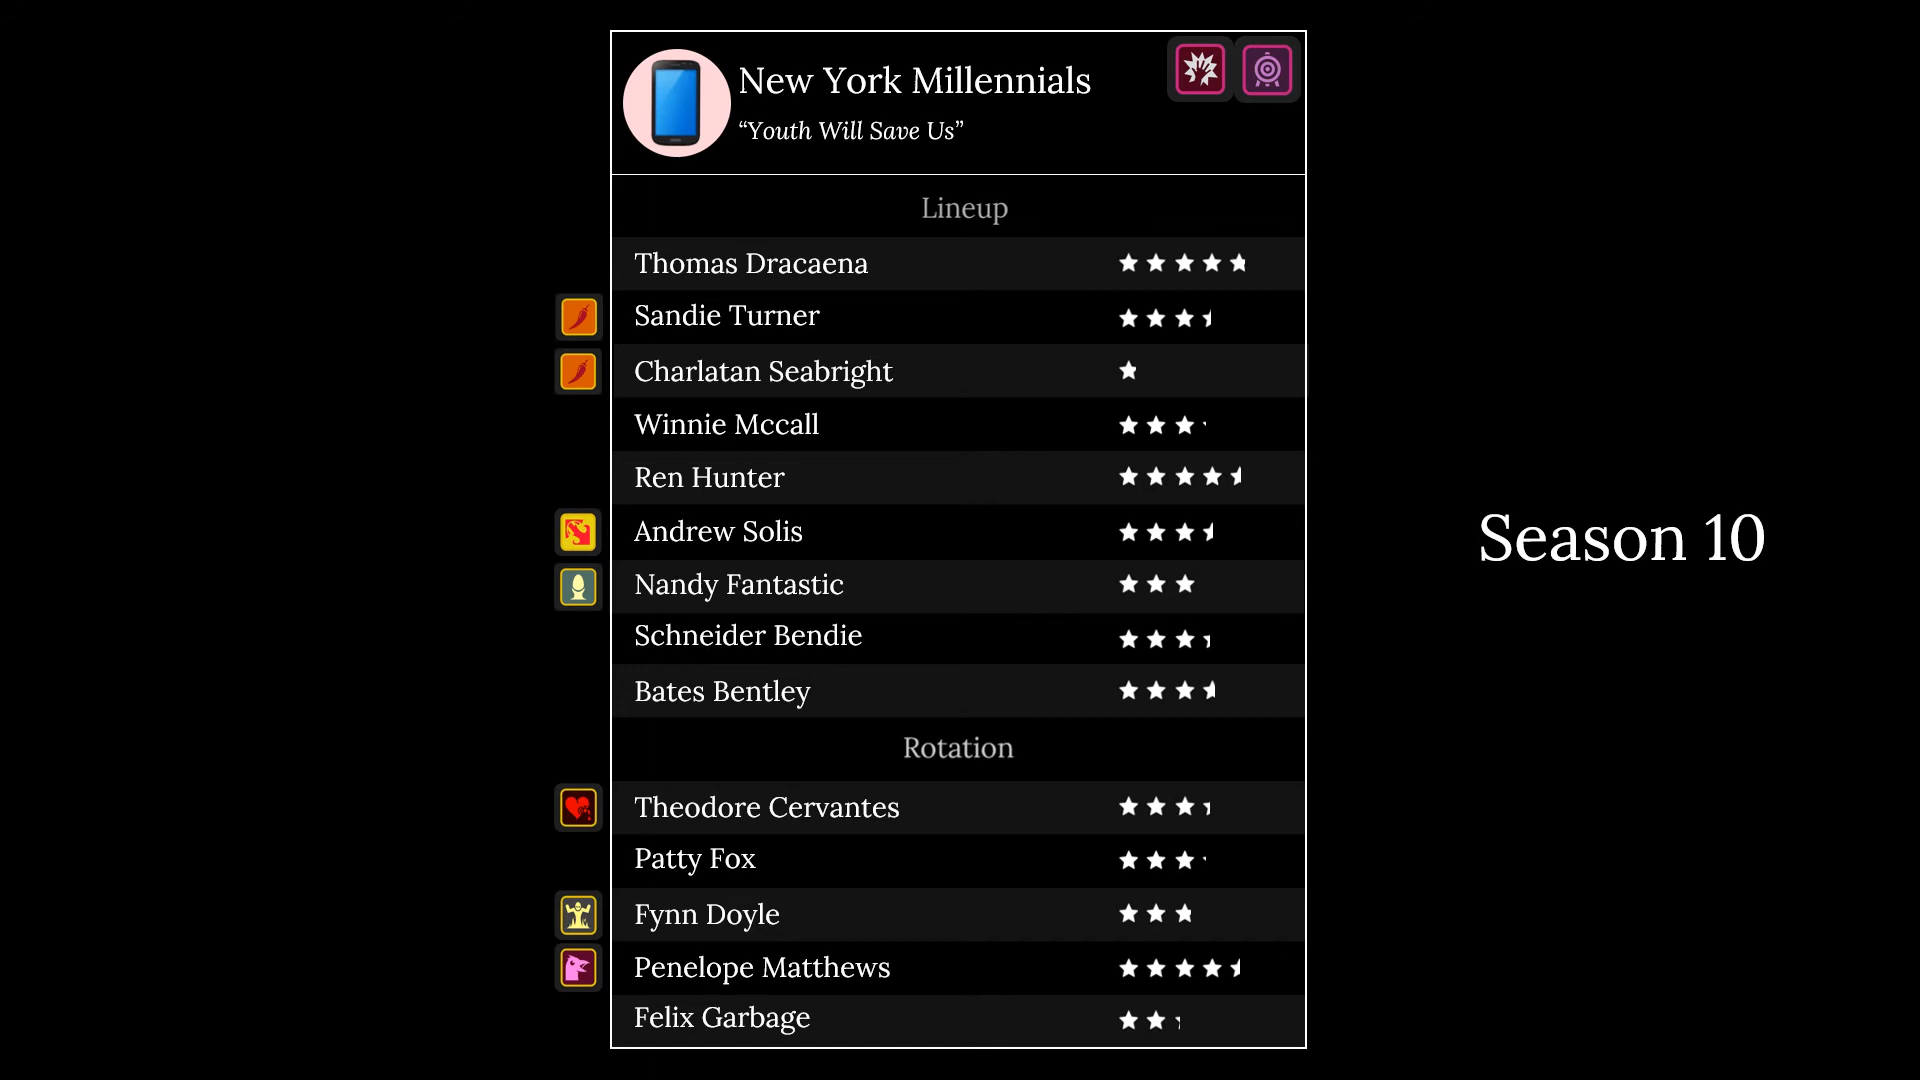 New York Millennials
“Youth Will Save Us”
Lineup
Thomas Dracaena
Sandie Turner
Charlatan Seabright
Winnie Mccall
Ren Hunter
Andrew Solis
Nandy Fantastic
Schneider Bendie
Bates Bentley
Season 10
Rotation
Theodore Cervantes
Patty Fox
Fynn Doyle
Penelope Matthews
Felix Garbage